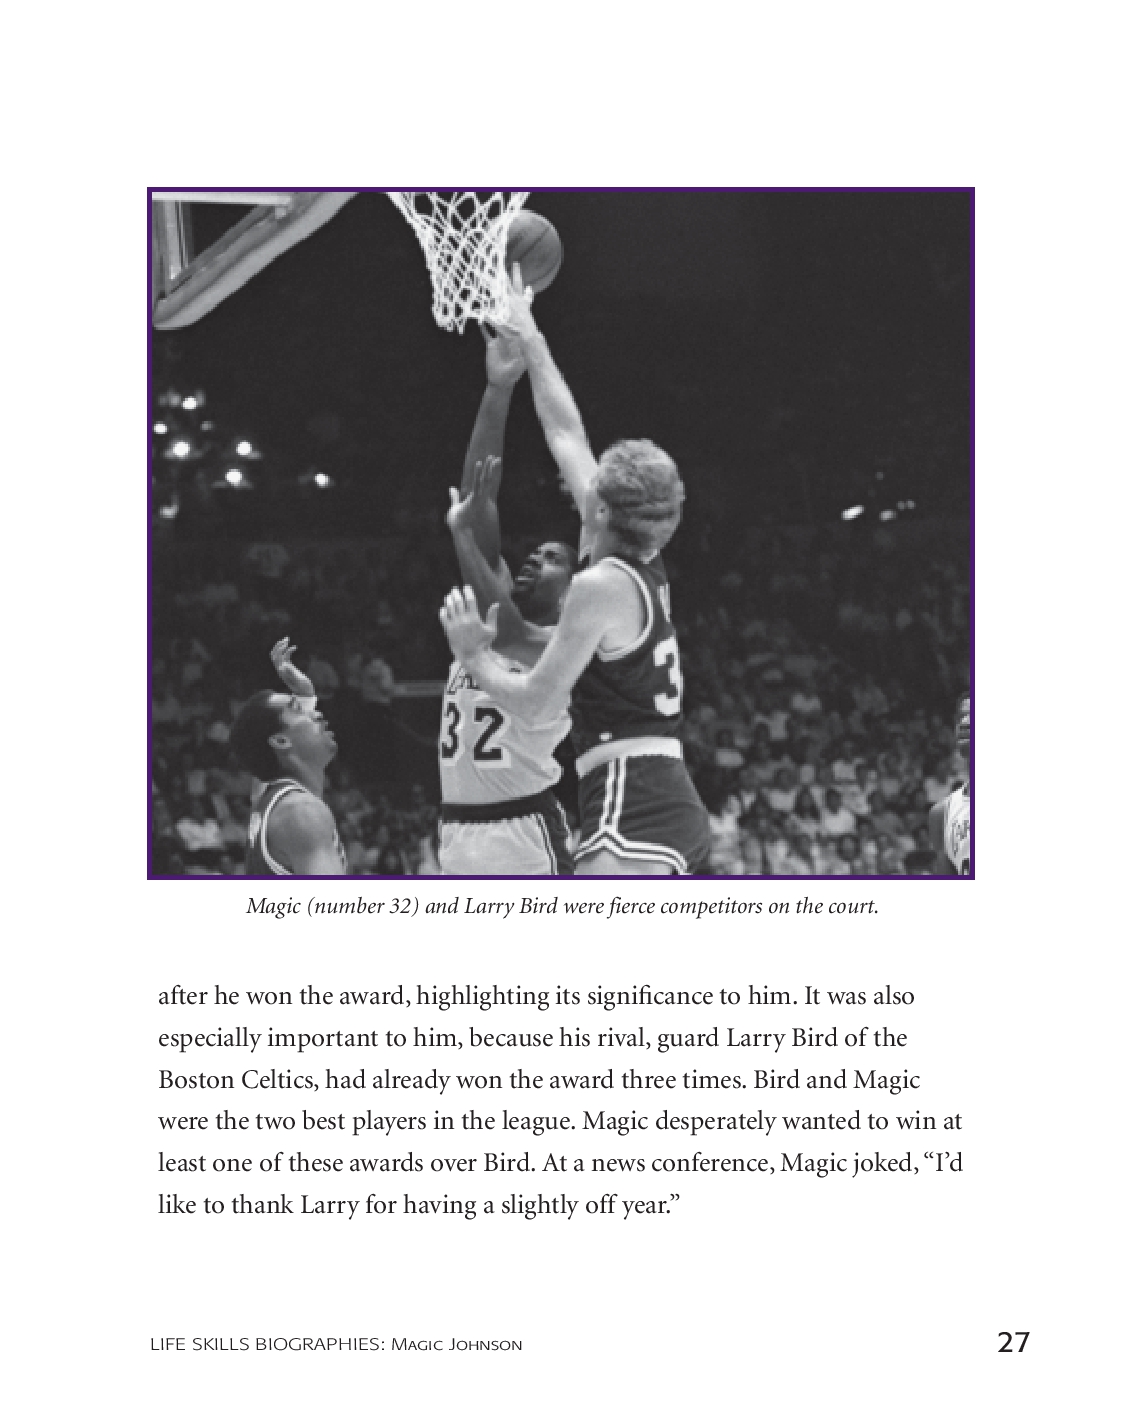 32
3
Magic (number 32) and Larry Bird were fierce competitors on the court.
after he won the award, highlighting its significance to him. It was also
especially important to him, because his rival, guard Larry Bird of the
Boston Celtics, had already won the award three times. Bird and Magic
were the two best players in the league. Magic desperately wanted to win at
least one of these awards over Bird. At a news conference, Magic joked, “I’d
like to thank Larry for having a slightly off year.”
LIFE SKILLS BIOGRAPHIES: MAGIC JOHNSON
27